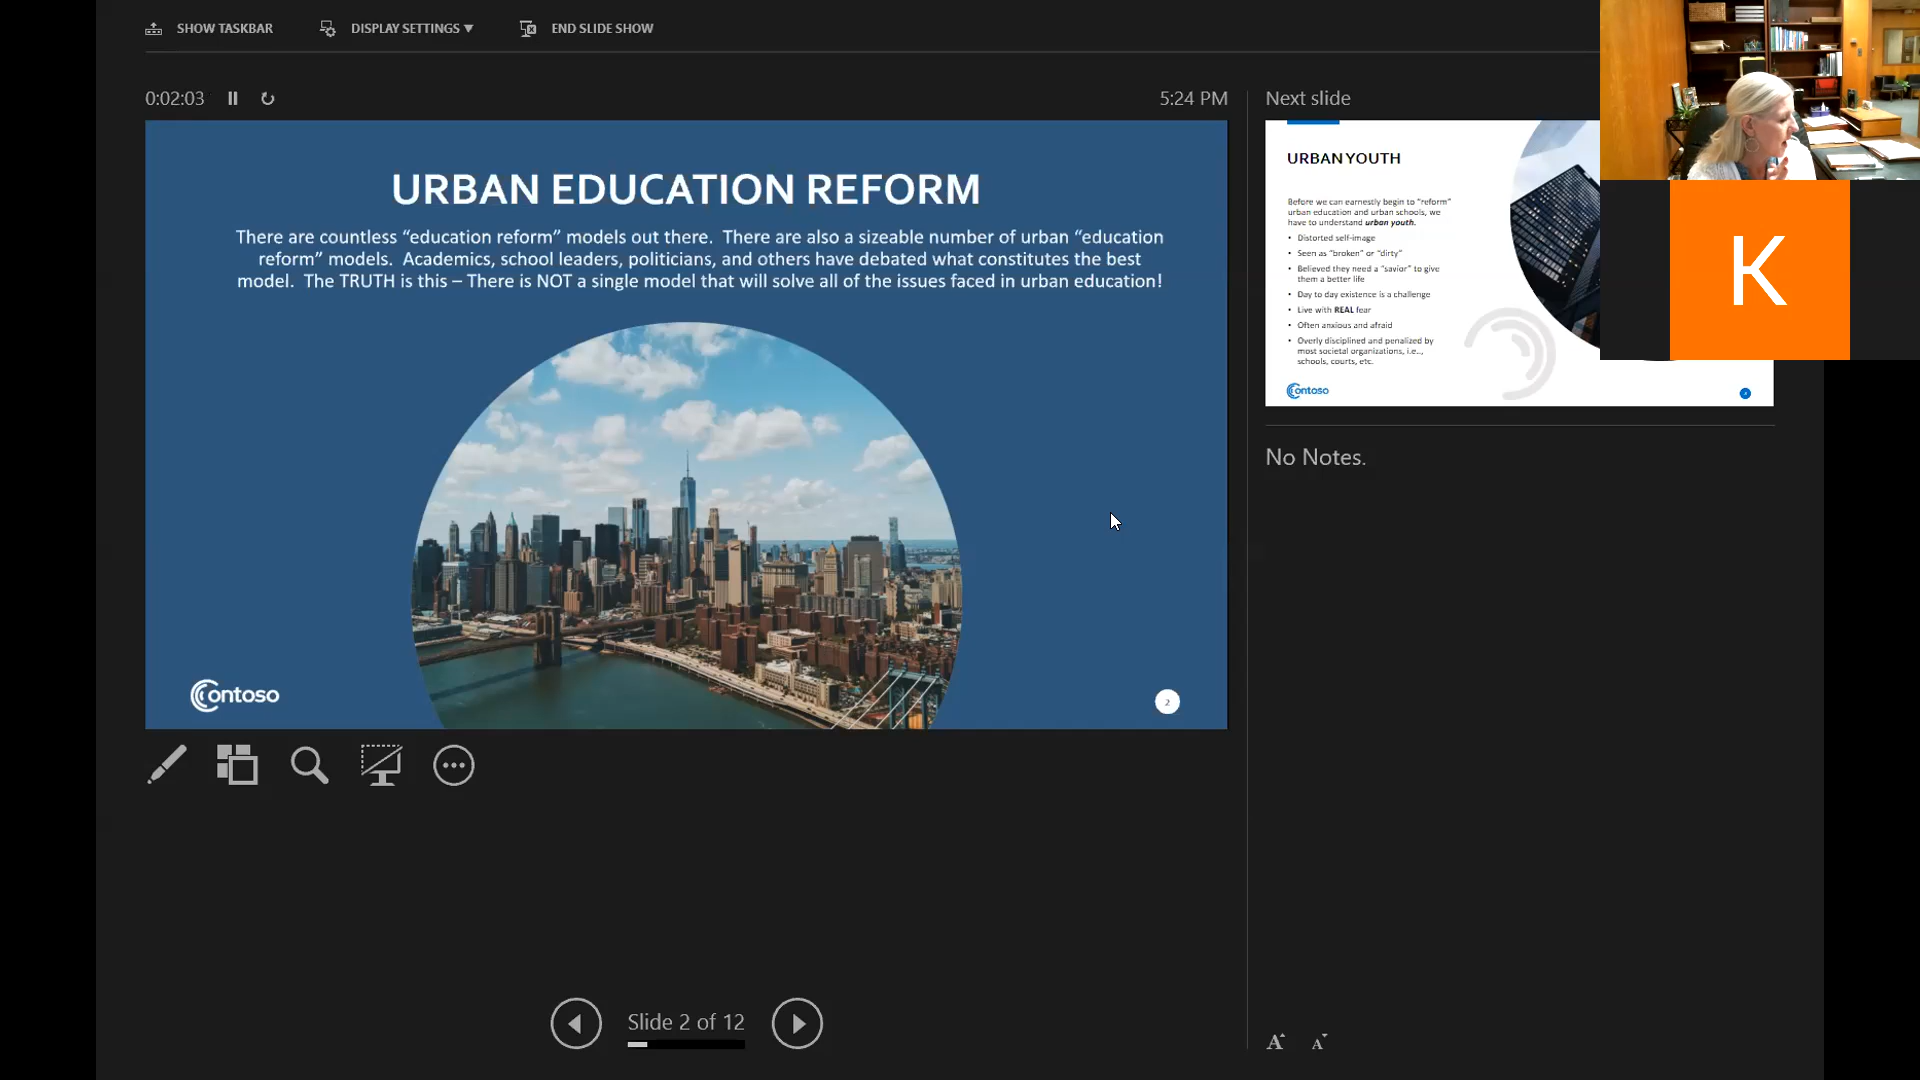 SHOW TASKBAR
DISPLAY SETTINGS ▼
END SLIDE SHOW
0:02:03
5:24 PM
URBAN EDUCATION REFORM
There are countless “education reform” models out there.  There are also a sizeable number of urban “education
reform” models.  Academics, school leaders, politicians, and others have debated what constitutes the best
model.  The TRUTH is this – There is NOT a single model that will solve all of the issues faced in urban education!
Contoso
2
Next slide
URBAN YOUTH
Before we can earnestly begin to “reform”
urban education and urban schools, we
have to understand urban youth.
• Distorted self-image
• Seen as “broken” or “dirty”
• Believed they need a “savior” to give
them a better life
• Day to day existence is a challenge
• Live with REAL fear
• Often anxious and afraid
• Overly disciplined and penalized by
most societal organizations, i.e..,
schools, courts, etc.
Contoso
K
No Notes.
Slide 2 of 12
A
A